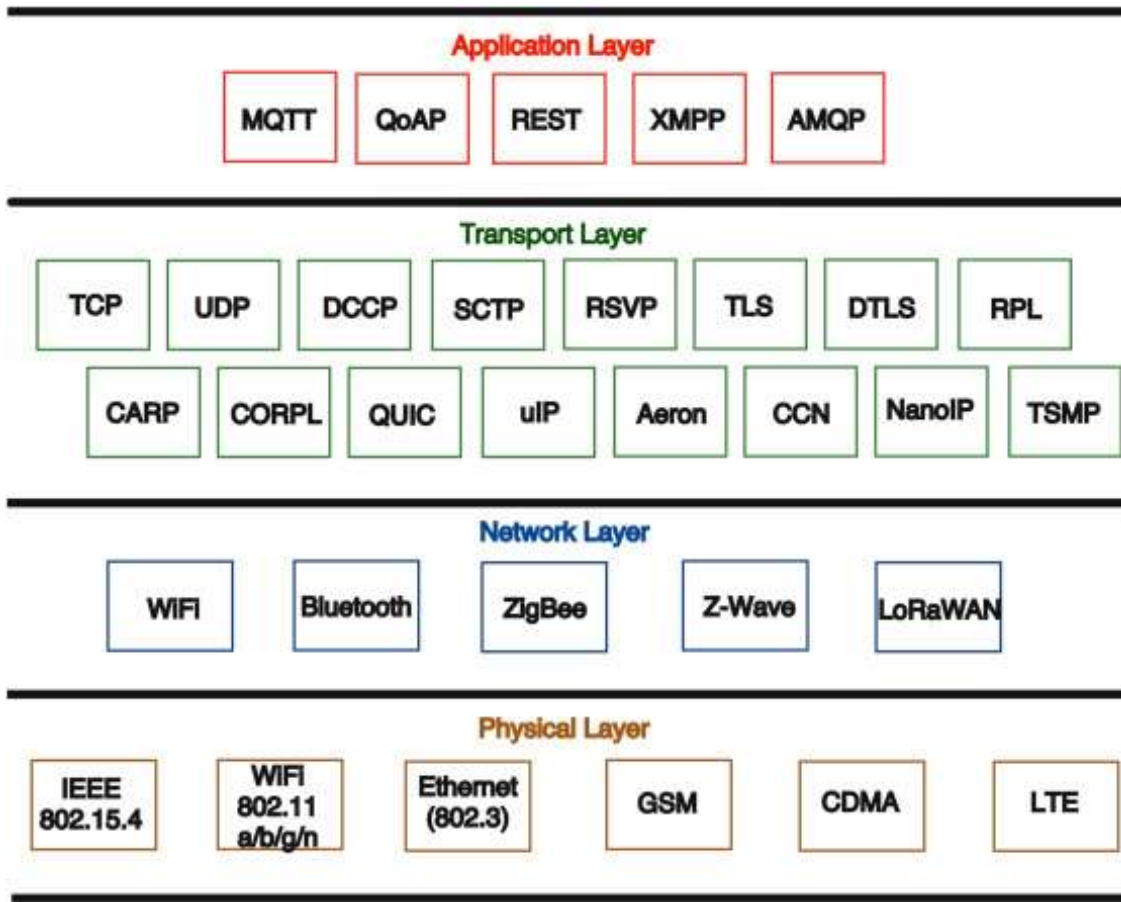 Application Layer
MQTT
QoAP
REST
XMPP
AMQP
Transport Layer
TCP
UDP
DCCP
SCTP
RSVP
TLS
DTLS
RPL
CARP
CORPL
QUIC
uIP
Aeron
CCN
NanoIP
TSMP
Network Layer
WiFi
Bluetooth
ZigBee
Z-Wave
LoRaWAN
Physical Layer
IEEE
802.15.4
WiFi
802.11
a/b/g/n
Ethernet
(802.3)
GSM
CDMA
LTE